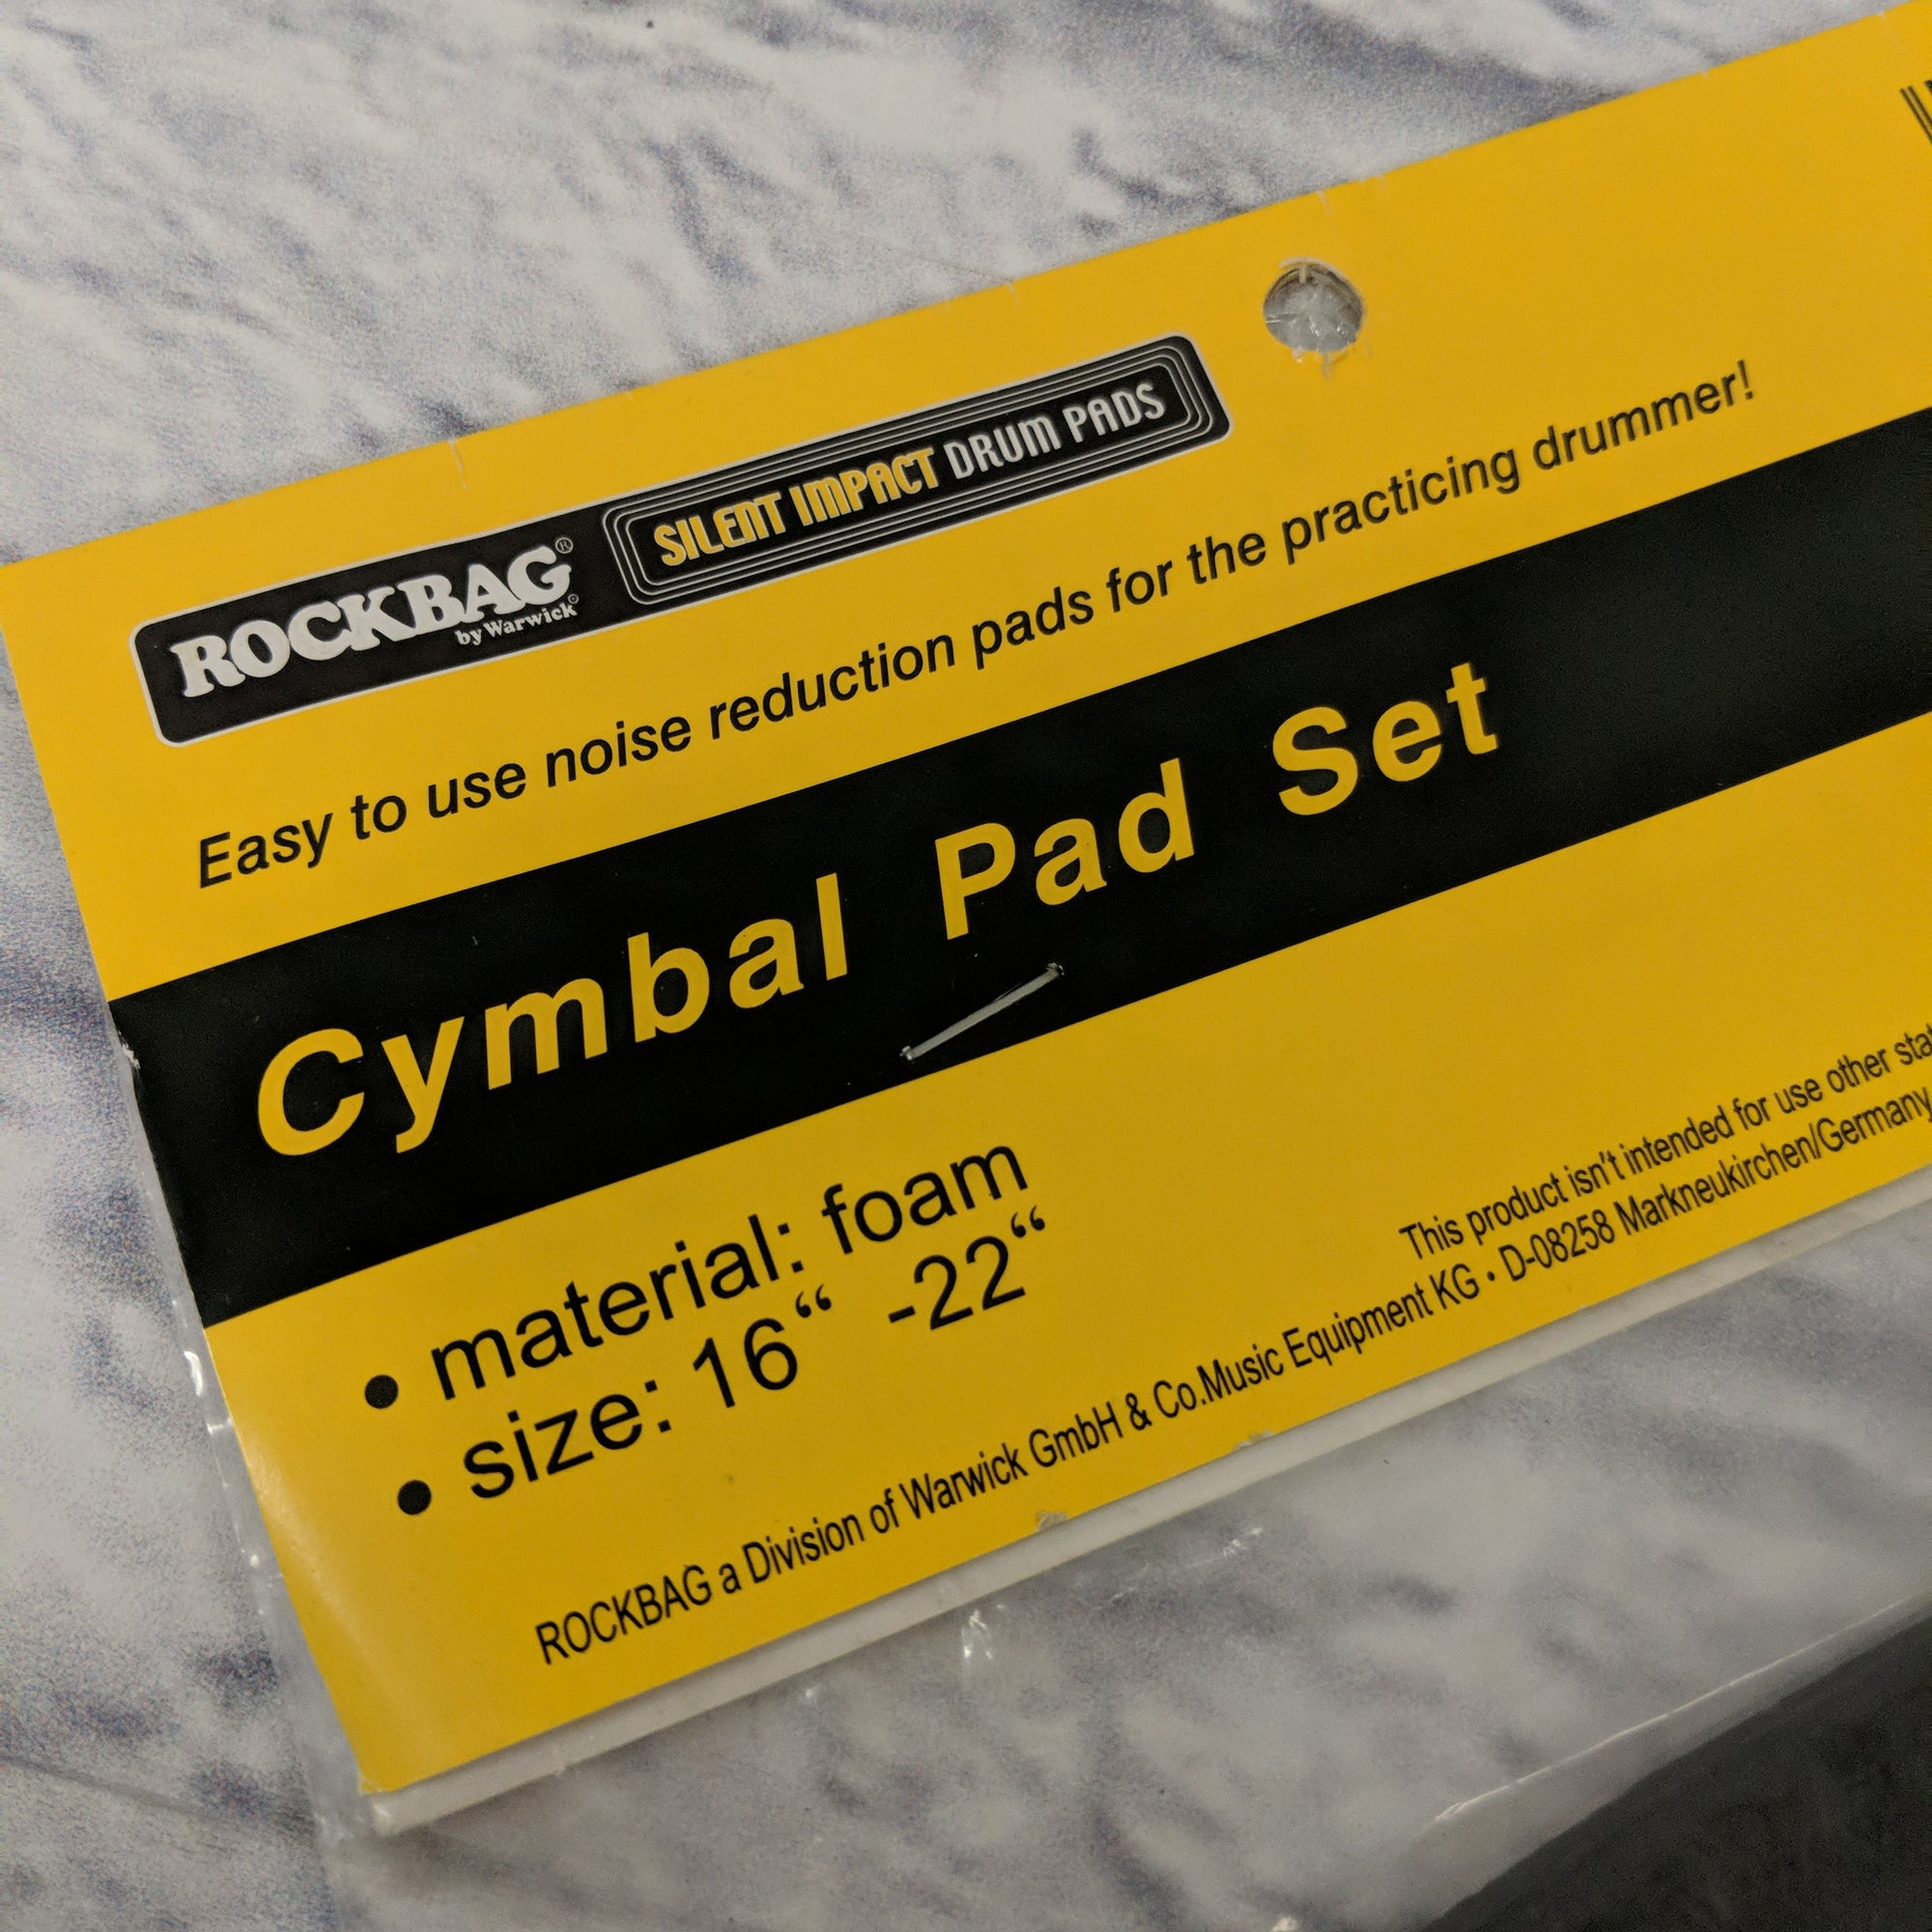 ROCKBAG®
by Warwick®
SILENT IMPACT DRUM PADS
Easy to use noise reduction pads for the practicing drummer!
Cymbal Pad Set
• material: foam
• size: 16“ -22“
This product isn't intended for use other
ROCKBAG a Division of Warwick GmbH & Co.Music Equipment KG • D-08258 Markneukirchen/Germany